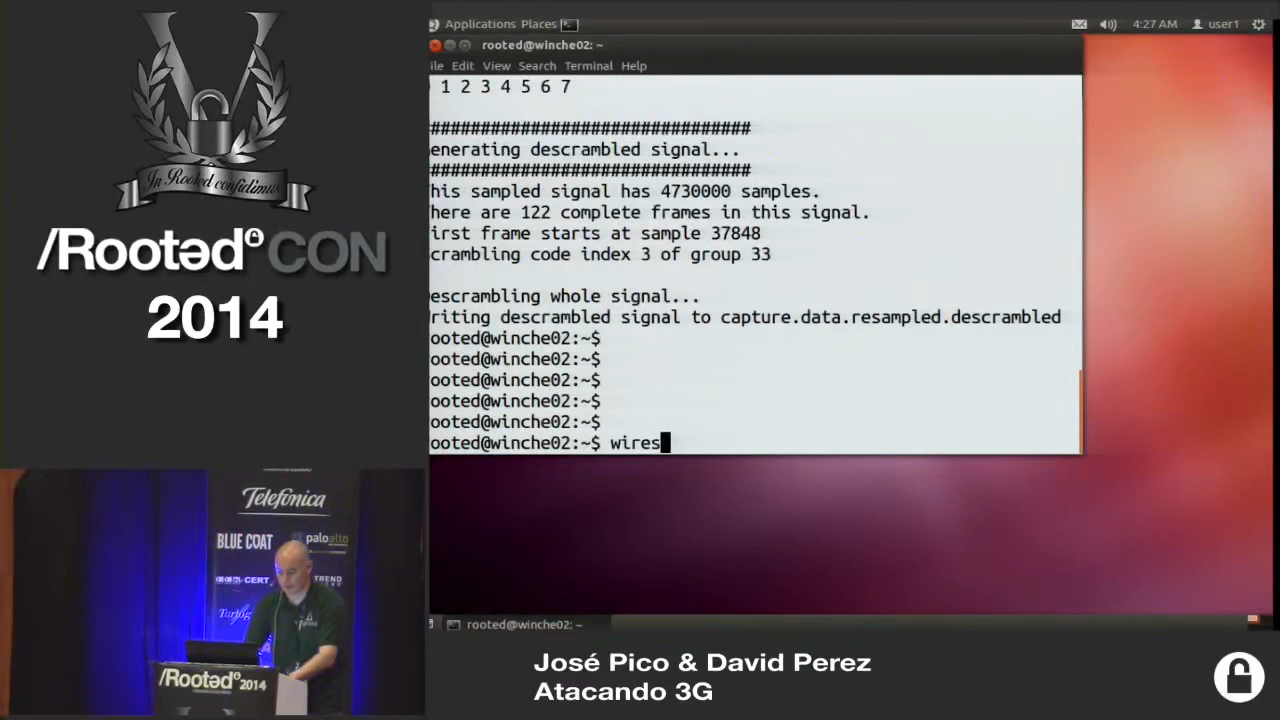 In Rooted confidimus
/Rootəd CON
2014
Applications Places
4:27 AM user1
rooted@winche02: ~
ile Edit View Search Terminal Help
1 2 3 4 5 6 7
################################
enerating descrambled signal...
################################
his sampled signal has 4730000 samples.
here are 122 complete frames in this signal.
irst frame starts at sample 37848
crambling code index 3 of group 33
escrambling whole signal...
riting descrambled signal to capture.data.resampled.descrambled
ooted@winche02:~$
ooted@winche02:~$
ooted@winche02:~$
ooted@winche02:~$
ooted@winche02:~$
ooted@winche02:~$ wires
rooted@winche02: ~
Telefónica
BLUE COAT
paloalto
CERT
TREND
/Rootəd 2014
José Pico & David Perez
Atacando 3G